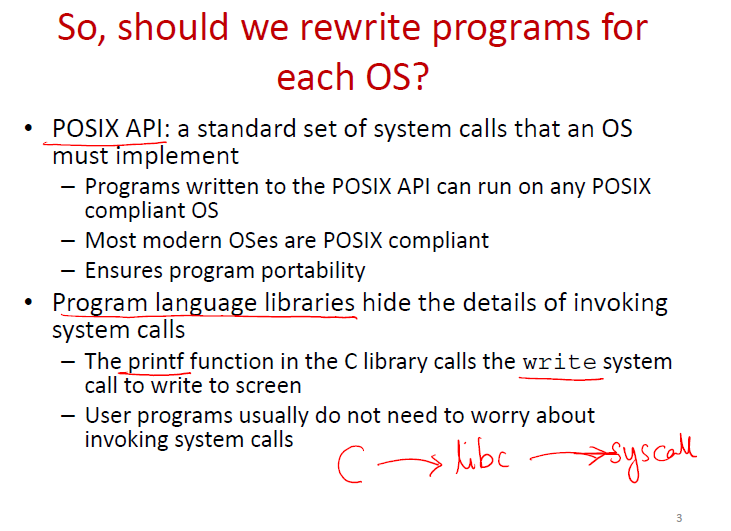 So, should we rewrite programs for
each OS?
• POSIX API: a standard set of system calls that an OS
must implement
– Programs written to the POSIX API can run on any POSIX
compliant OS
– Most modern OSes are POSIX compliant
– Ensures program portability
• Program language libraries hide the details of invoking
system calls
– The printf function in the C library calls the write system
call to write to screen
– User programs usually do not need to worry about
invoking system calls
C → libc → syscall
3